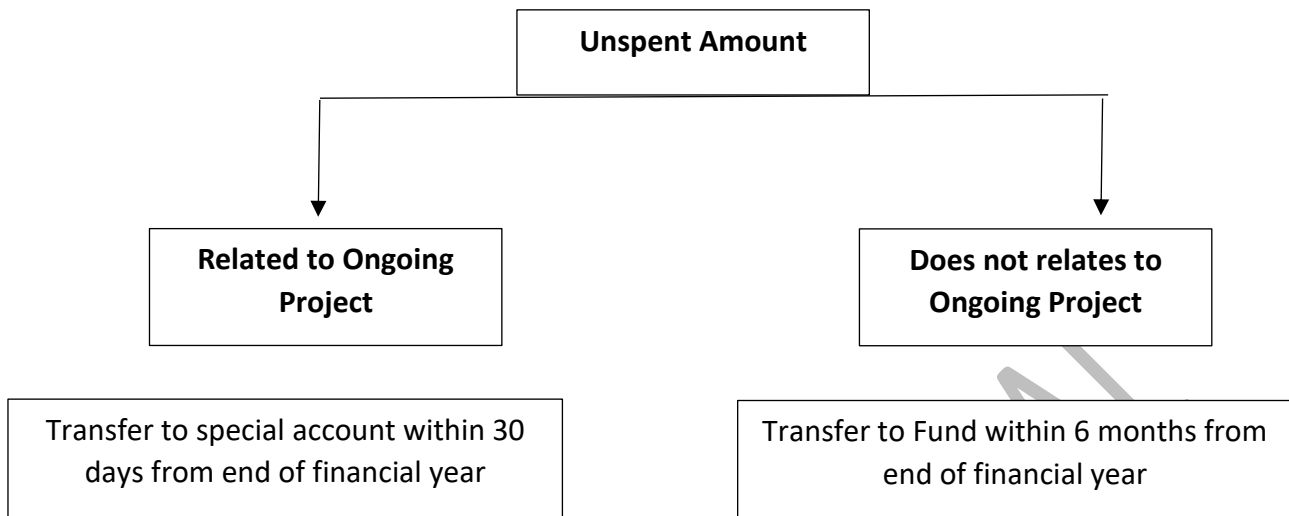 Unspent Amount
Related to Ongoing
Project
Does not relates to
Ongoing Project
Transfer to special account within 30
days from end of financial year
Transfer to Fund within 6 months from
end of financial year